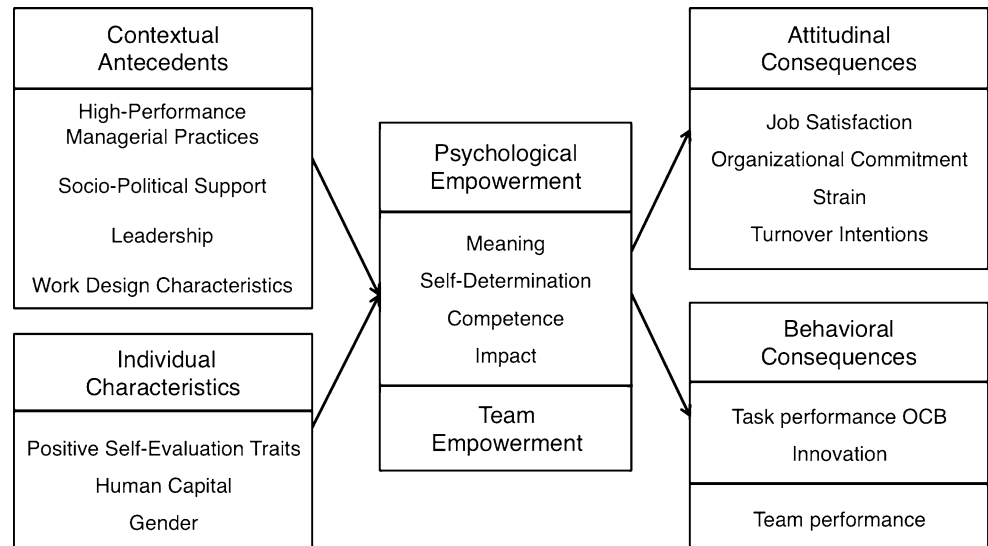 Contextual
Antecedents
High-Performance
Managerial Practices
Socio-Political Support
Leadership
Work Design Characteristics
Individual
Characteristics
Positive Self-Evaluation Traits
Human Capital
Gender
Psychological
Empowerment
Meaning
Self-Determination
Competence
Impact
Team
Empowerment
Attitudinal
Consequences
Job Satisfaction
Organizational Commitment
Strain
Turnover Intentions
Behavioral
Consequences
Task performance OCB
Innovation
Team performance